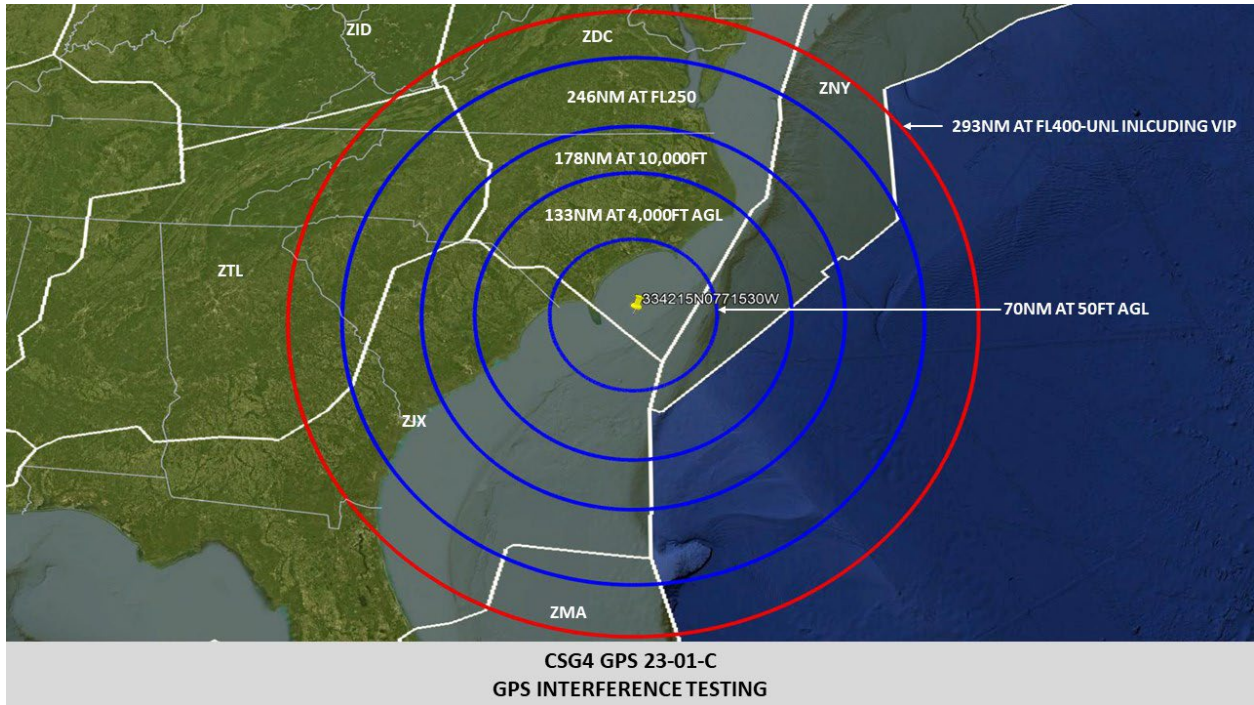 ZID
ZDC
ZNY
246NM AT FL250
293NM AT FL400-UNL INLCUDING VIP
178NM AT 10,000FT
133NM AT 4,000FT AGL
ZTL
334215N0771530W
70NM AT 50FT AGL
ZJX
ZMA
CSG4 GPS 23-01-C
GPS INTERFERENCE TESTING